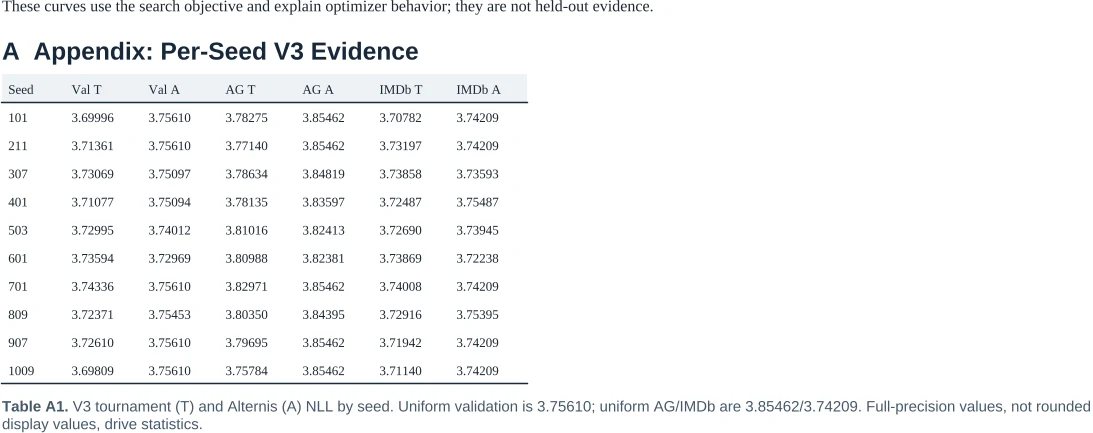 These curves use the search objective and explain optimizer behavior; they are not held-out evidence.
A Appendix: Per-Seed V3 Evidence
Seed Val T Val A AG T AG A IMDb T IMDb A
101 3.69996 3.75610 3.78275 3.85462 3.70782 3.74209
211 3.71361 3.75610 3.77140 3.85462 3.73197 3.74209
307 3.73069 3.75097 3.78634 3.84819 3.73858 3.73593
401 3.71077 3.75094 3.78135 3.83597 3.72487 3.75487
503 3.72995 3.74012 3.81016 3.82413 3.72690 3.73945
601 3.73594 3.72969 3.80988 3.82381 3.73869 3.72238
701 3.74336 3.75610 3.82971 3.85462 3.74008 3.74209
809 3.72371 3.75453 3.80350 3.84395 3.72916 3.75395
907 3.72610 3.75610 3.79695 3.85462 3.71942 3.74209
1009 3.69809 3.75610 3.75784 3.85462 3.71140 3.74209
Table A1. V3 tournament (T) and Alternis (A) NLL by seed. Uniform validation is 3.75610; uniform AG/IMDb are 3.85462/3.74209. Full-precision values, not rounded
display values, drive statistics.